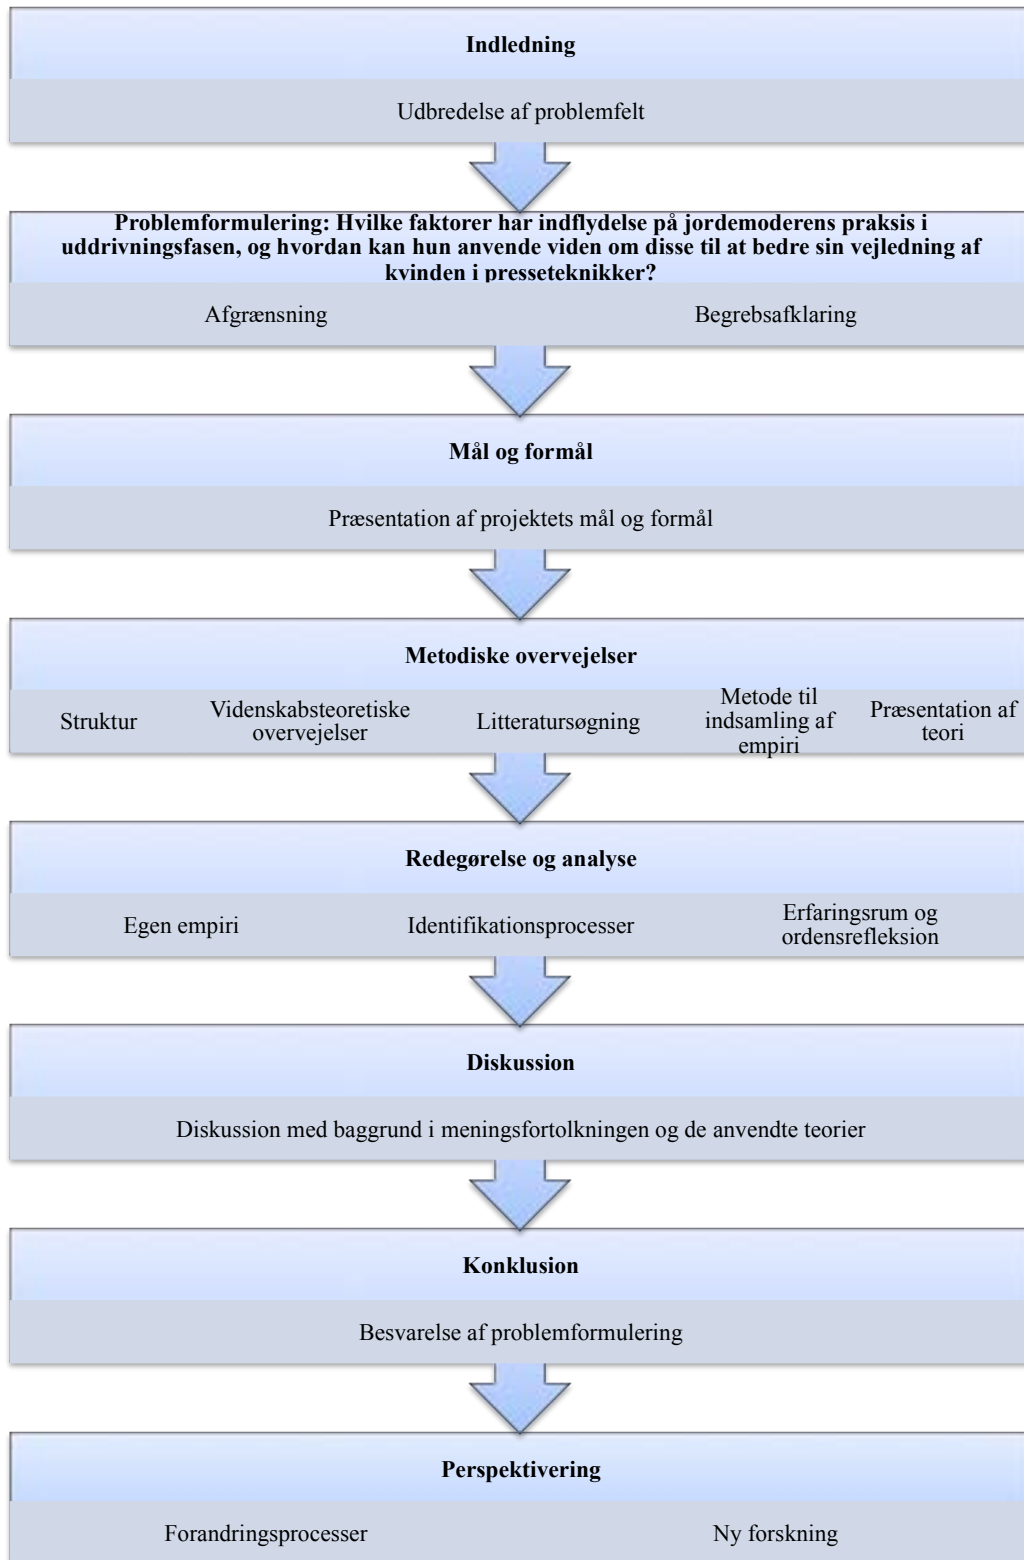 Indledning
Udbredelse af problemfelt
Problemformulering: Hvilke faktorer har indflydelse på jordemoderens praksis i
uddrivningsfasen, og hvordan kan hun anvende viden om disse til at bedre sin vejledning af
kvinden i presseteknikker?
Afgrænsning
Begrebsafklaring
Mål og formål
Præsentation af projektets mål og formål
Metodiske overvejelser
Struktur
Videnskabsteoretiske
overvejelser
Litteratursøgning
Metode til
indsamling af
empiri
Præsentation af
teori
Redegørelse og analyse
Egen empiri
Identifikationsprocesser
Erfaringsrum og
ordensrefleksion
Diskussion
Diskussion med baggrund i meningsfortolkningen og de anvendte teorier
Konklusion
Besvarelse af problemformulering
Perspektivering
Forandringsprocesser
Ny forskning